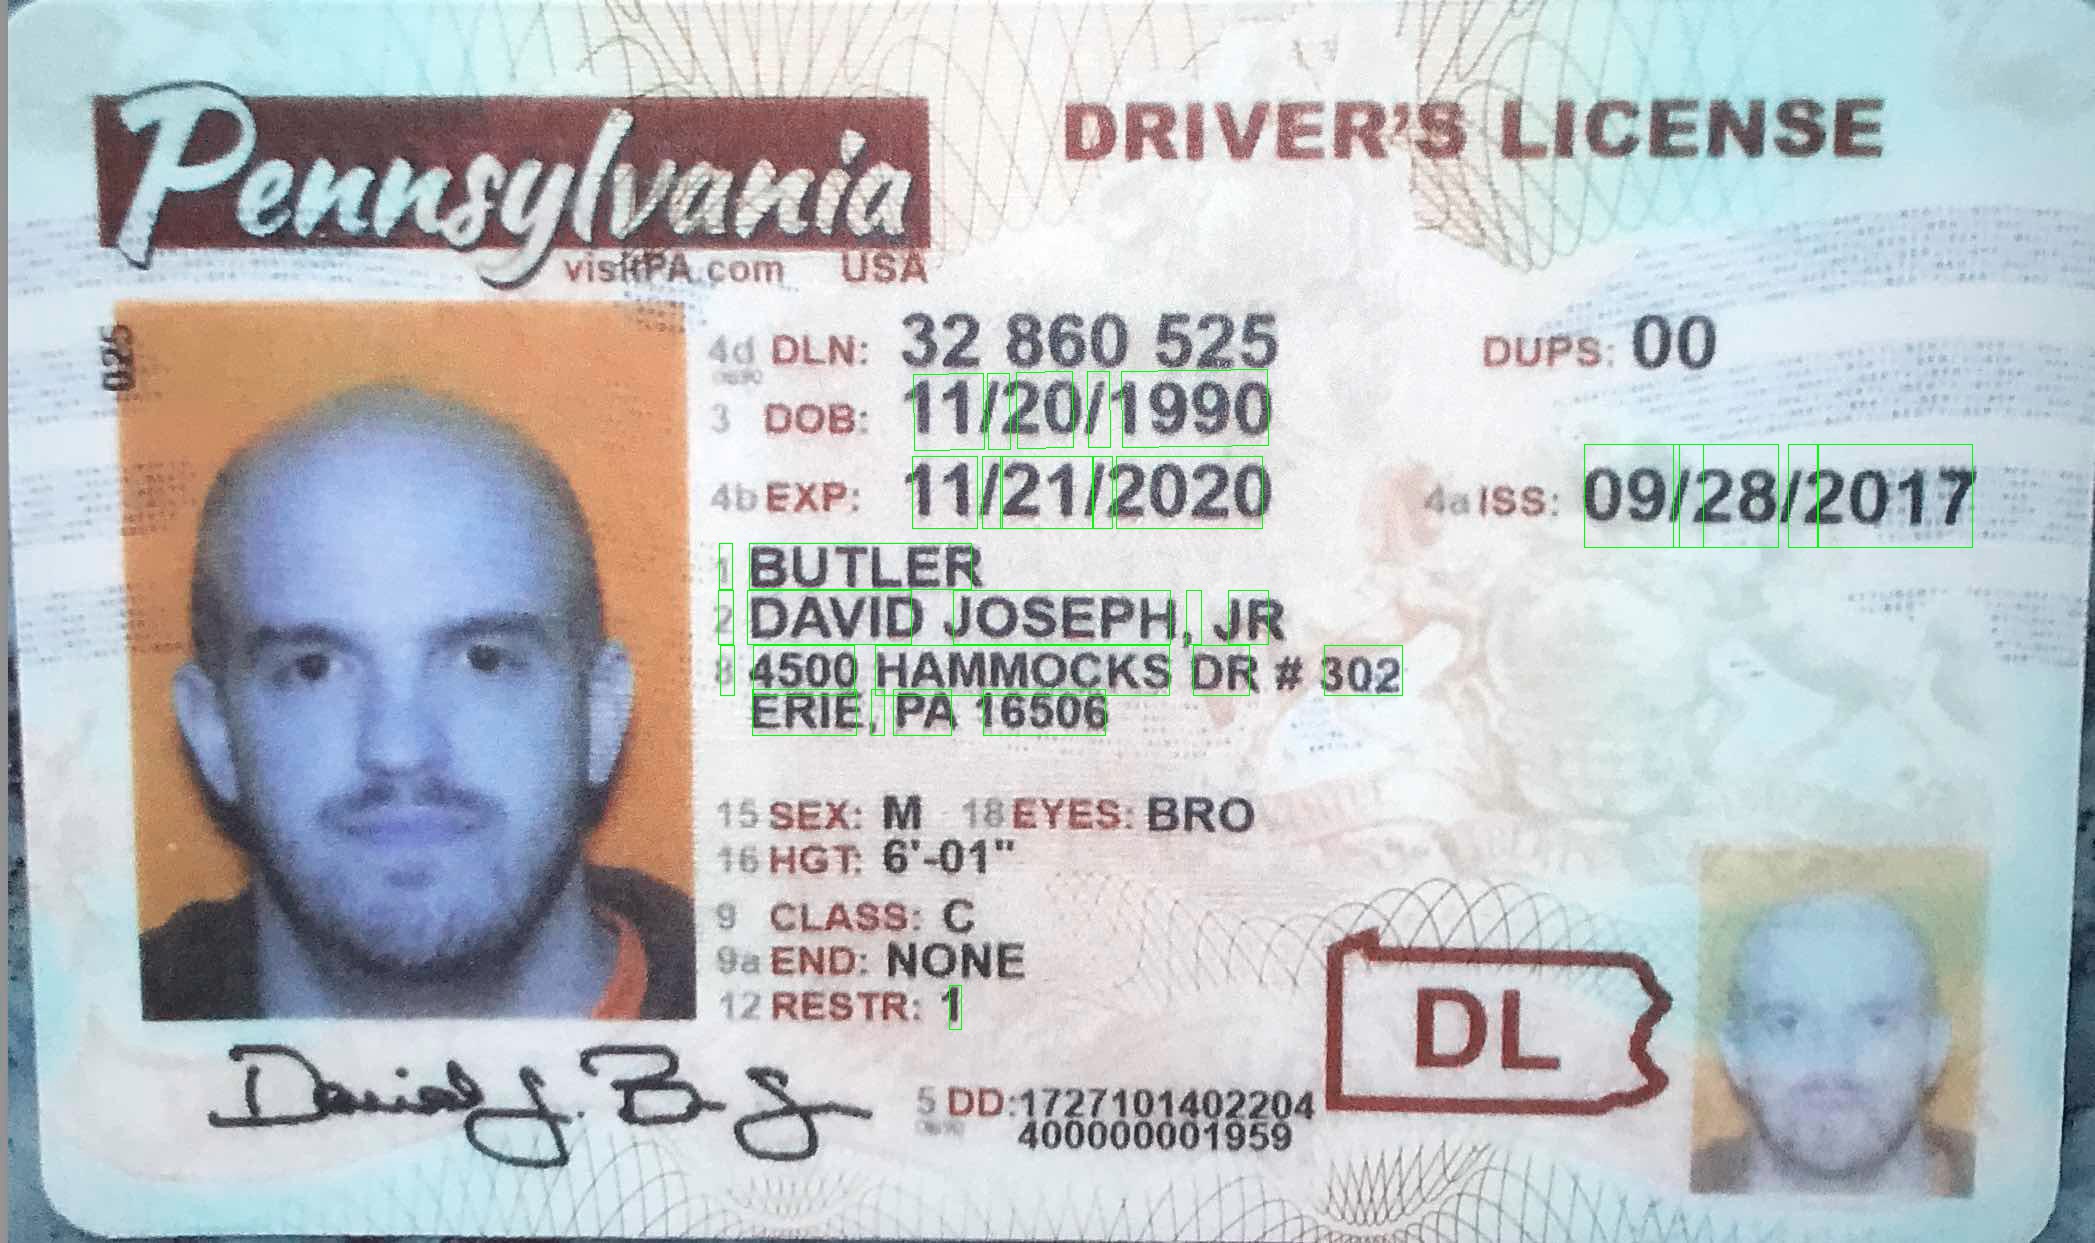 Pennsylvania
DRIVER'S LICENSE
visitPA.com USA
025
4d DLN: 32 860 525
DUPS: 00
3 DOB: 11/20/1990
4b EXP: 11/21/2020
4a ISS: 09/28/2017
1 BUTLER
2 DAVID JOSEPH, JR
8 4500 HAMMOCKS DR # 302
ERIE, PA 16506
15 SEX: M 18 EYES: BRO
16 HGT: 6'-01"
9 CLASS: C
9a END: NONE
12 RESTR: 1
DL
5 DD:1727101402204
400000001959